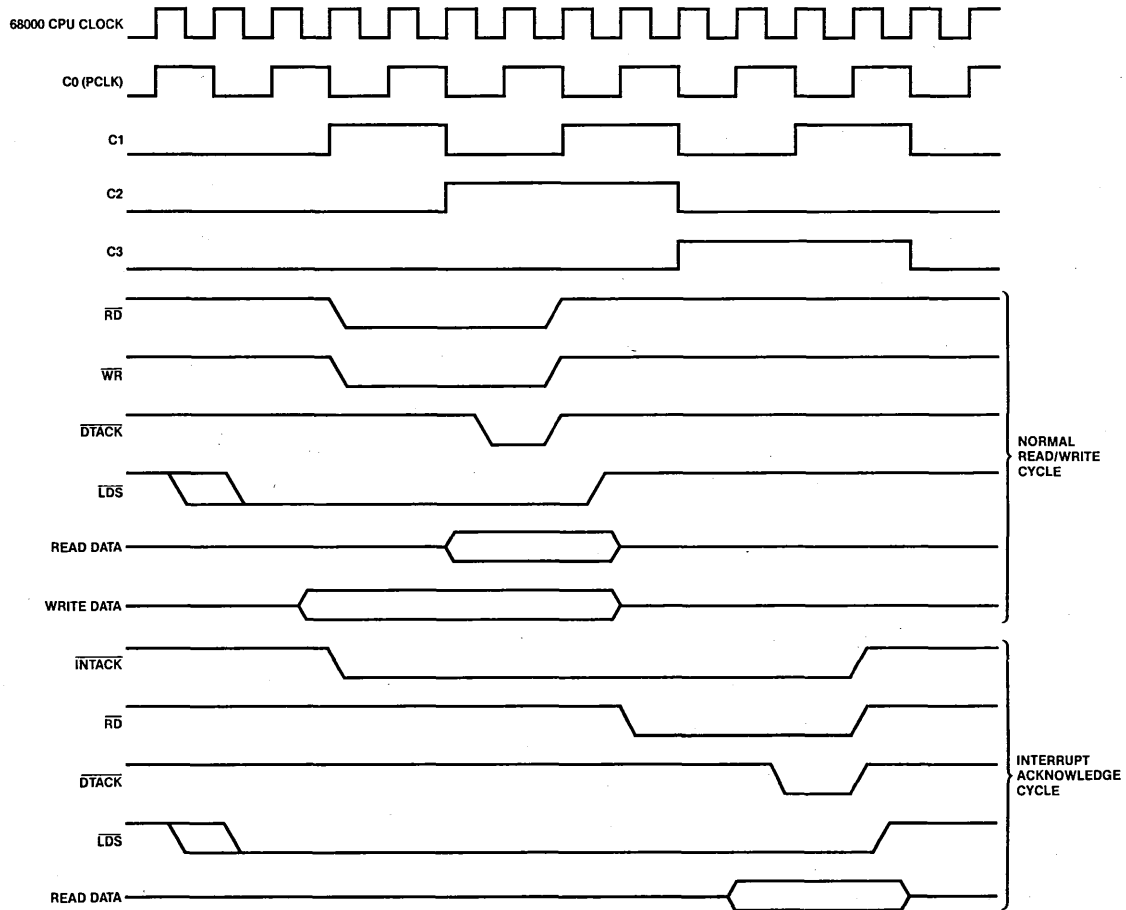 68000 CPU CLOCK
C0 (PCLK)
C1
C2
C3
RD
WR
DTACK
LDS
READ DATA
WRITE DATA
NORMAL
READ/WRITE
CYCLE
INTACK
RD
DTACK
LDS
READ DATA
INTERRUPT
ACKNOWLEDGE
CYCLE